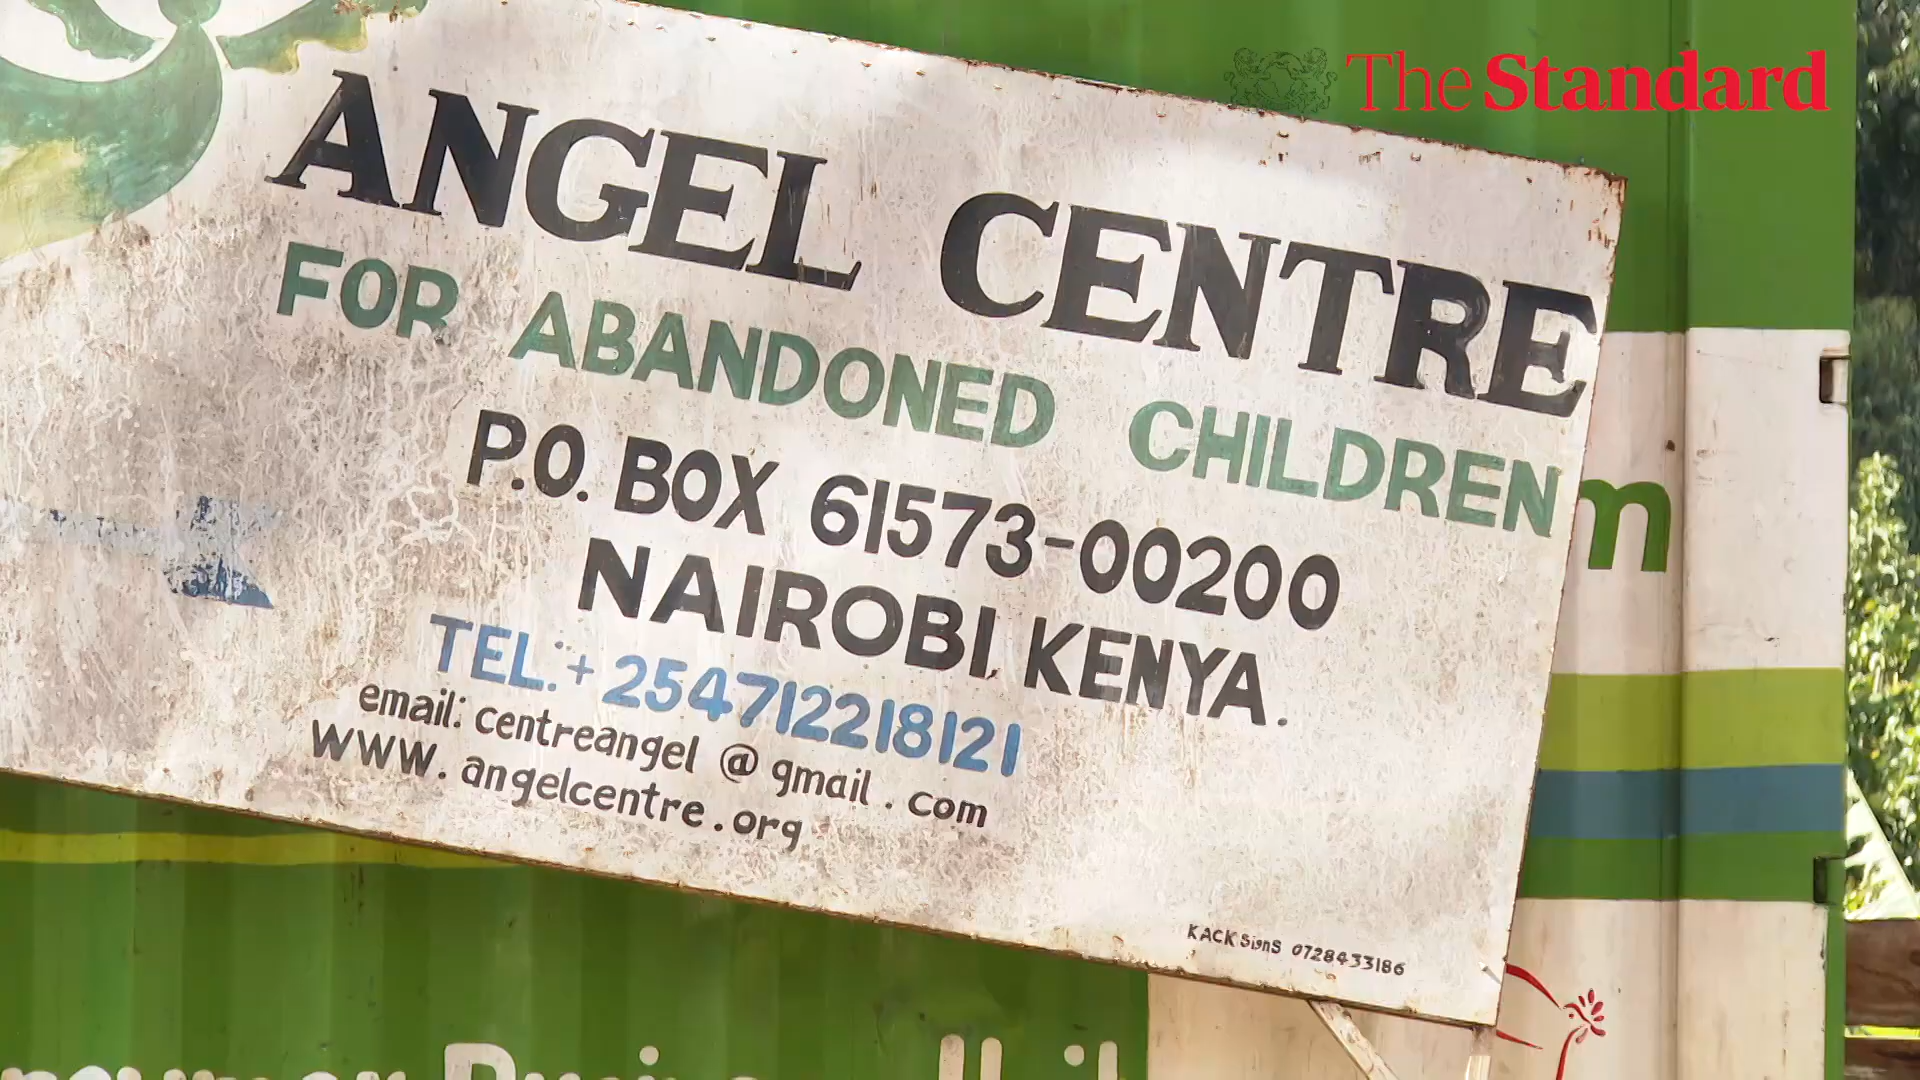 The Standard
ANGEL CENTRE
FOR ABANDONED CHILDREN
P.O. BOX 61573-00200
NAIROBI, KENYA.
TEL:+254712218121
email: centreangel @ gmail . com
www. angelcentre.org
KACK Signs 0728433186
m